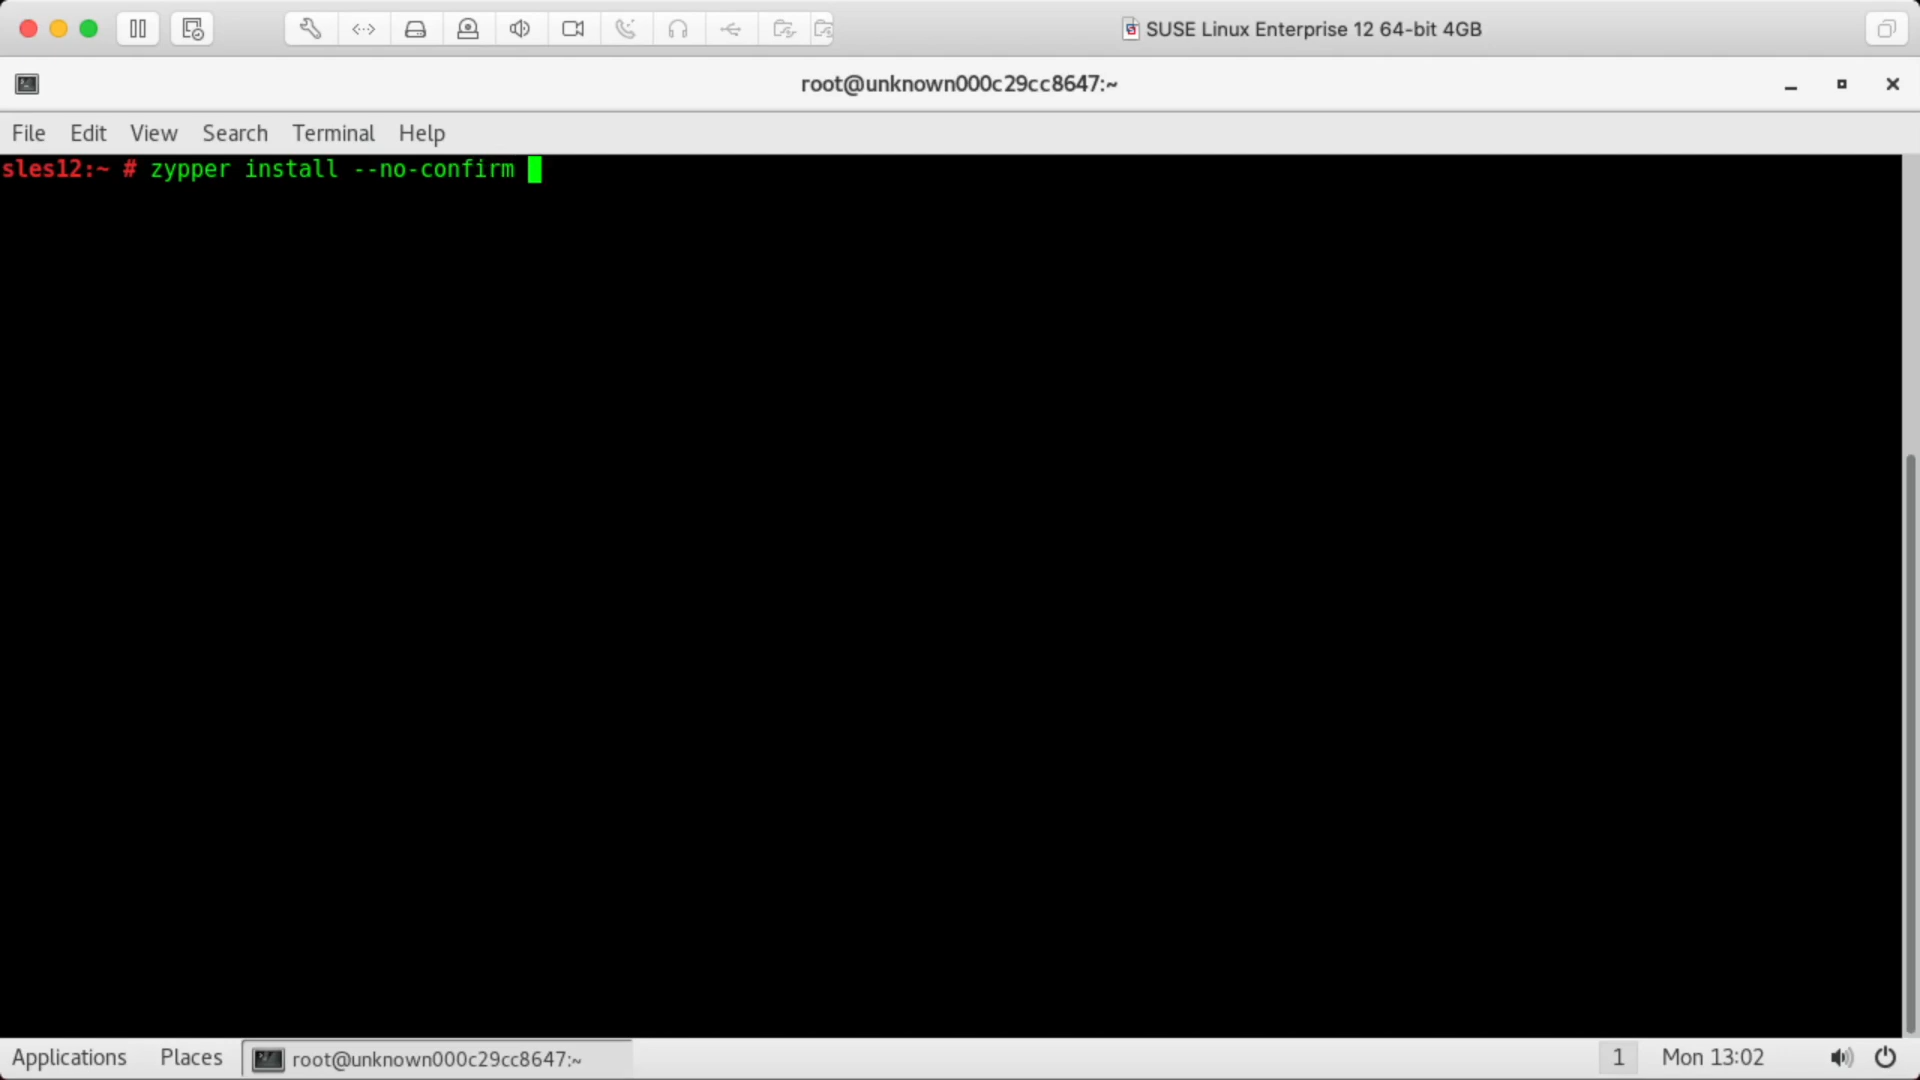 SUSE Linux Enterprise 12 64-bit 4GB
root@unknown000c29cc8647:~
File Edit View Search Terminal Help
sles12:~ # zypper install --no-confirm
Applications Places root@unknown000c29cc8647:~ 1 Mon 13:02